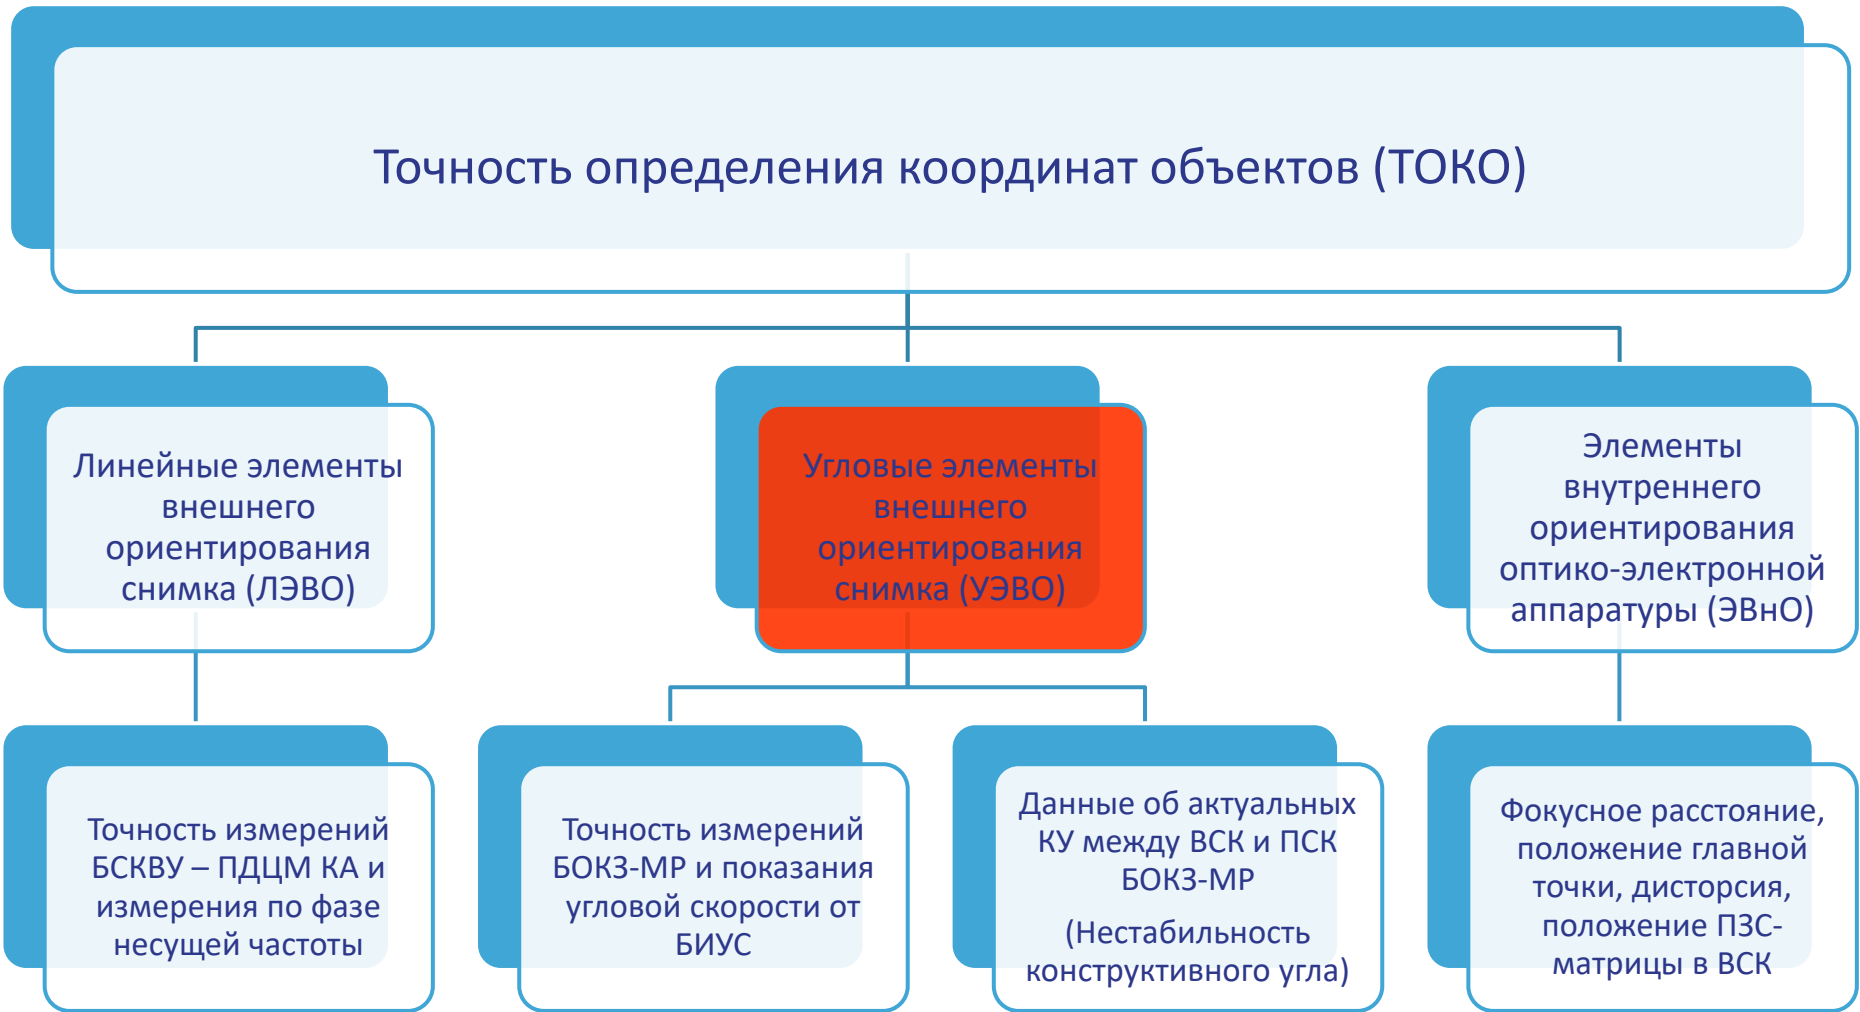 Точность определения координат объектов (ТОКО)
Линейные элементы
внешнего
ориентирования
снимка (ЛЭВО)
Угловые элементы
внешнего
ориентирования
снимка (УЭВО)
Элементы
внутреннего
ориентирования
оптико-электронной
аппаратуры (ЭВнО)
Точность измерений
БСКВУ – ПДЦМ КА и
измерения по фазе
несущей частоты
Точность измерений
БОКЗ-МР и показания
угловой скорости от
БИУС
Данные об актуальных
КУ между ВСК и ПСК
БОКЗ-МР
(Нестабильность
конструктивного угла)
Фокусное расстояние,
положение главной
точки, дисторсия,
положение ПЗС-
матрицы в ВСК